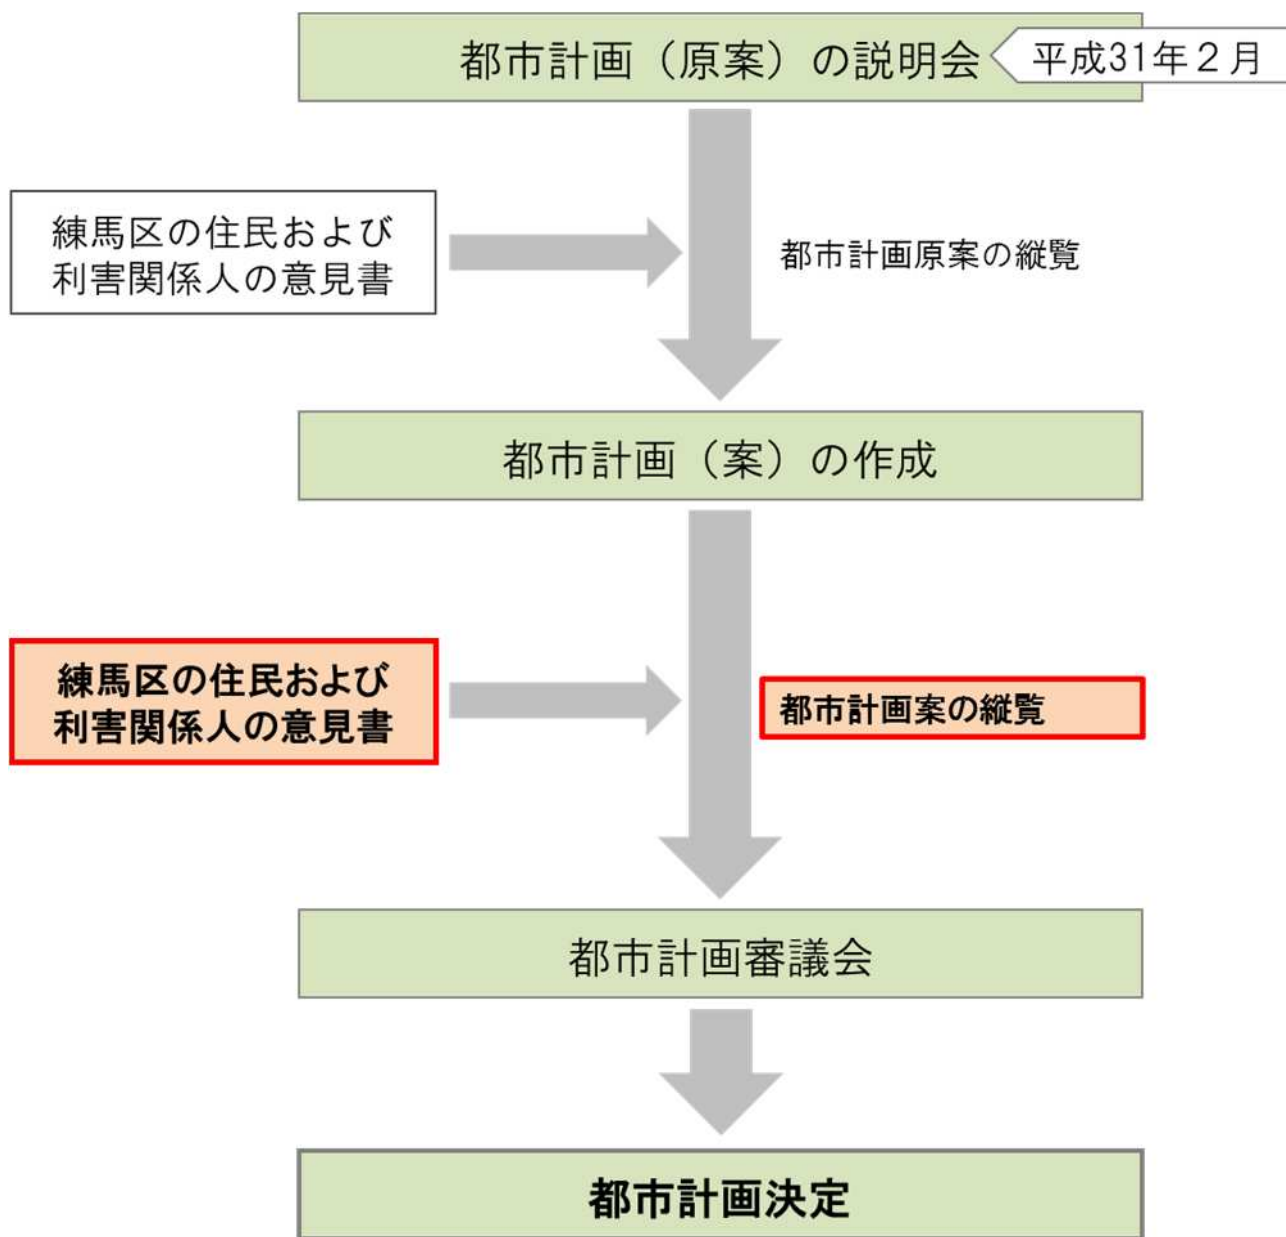 都市計画（原案）の説明会
平成31年２月
練馬区の住民および
利害関係人の意見書
都市計画原案の縦覧
都市計画（案）の作成
練馬区の住民および
利害関係人の意見書
都市計画案の縦覧
都市計画審議会
都市計画決定